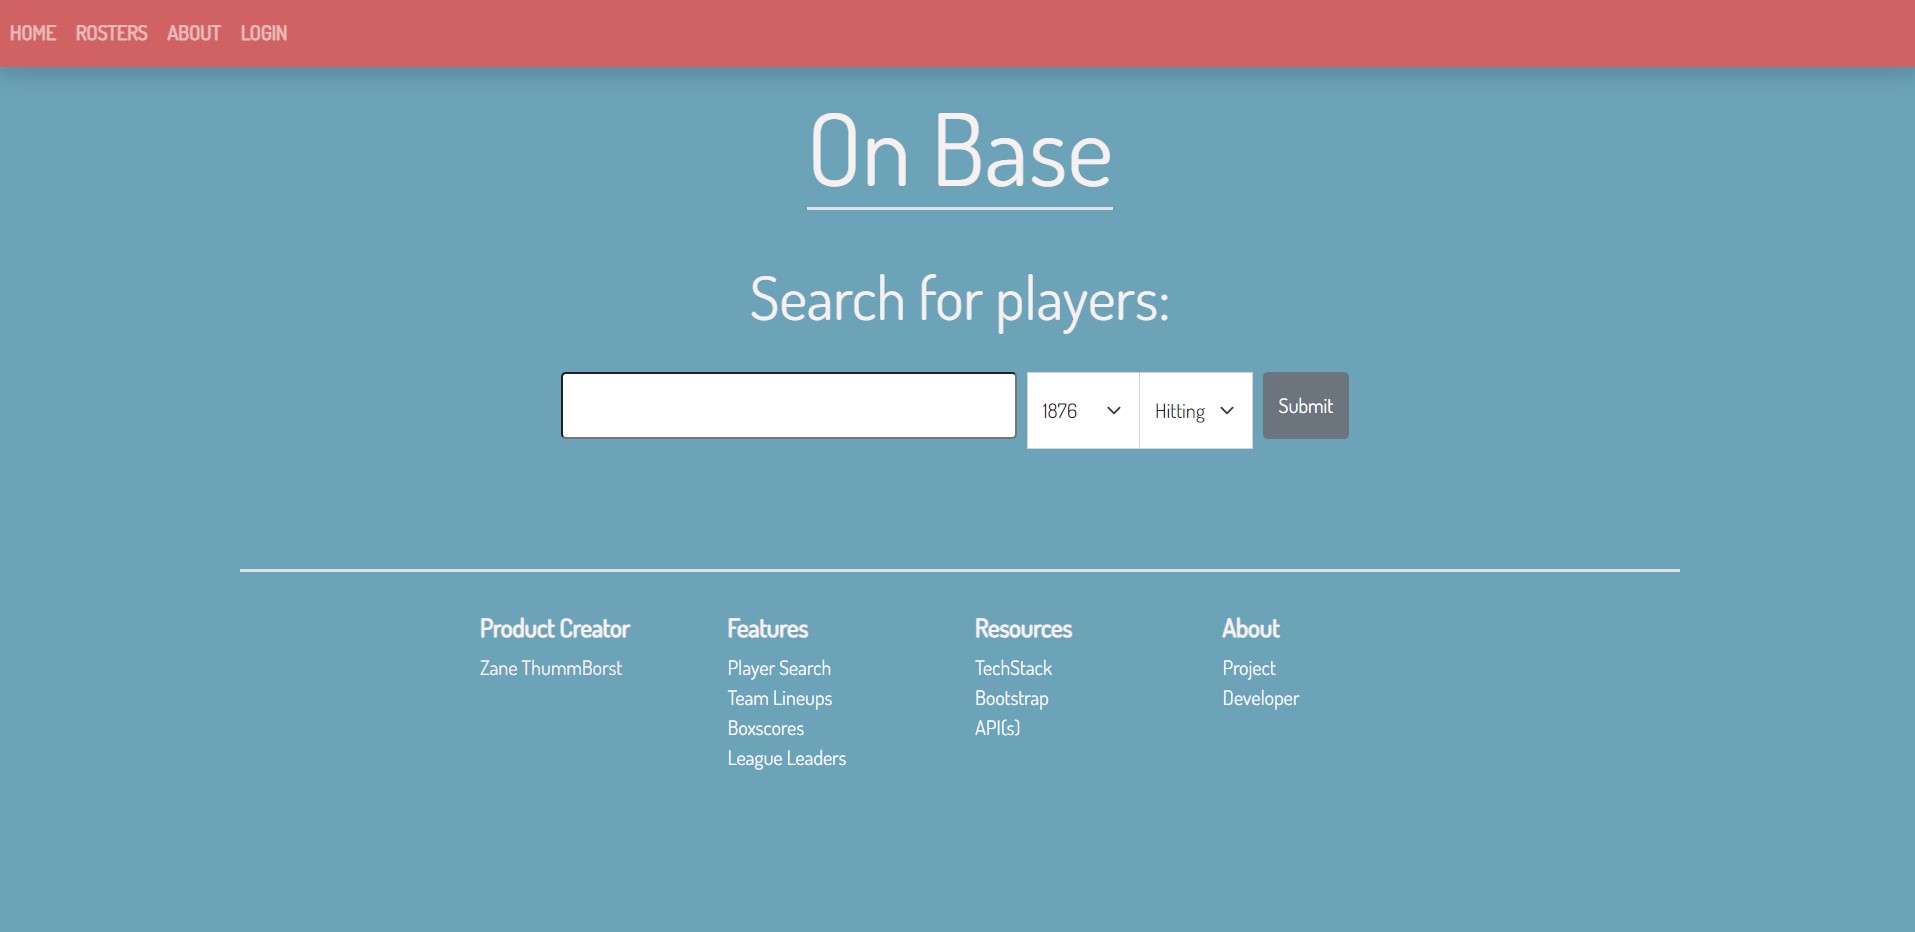 HOME ROSTERS ABOUT LOGIN
On Base
Search for players:
1876 Hitting Submit
Product Creator
Zane ThummBorst
Features
Player Search
Team Lineups
Boxscores
League Leaders
Resources
TechStack
Bootstrap
API(s)
About
Project
Developer